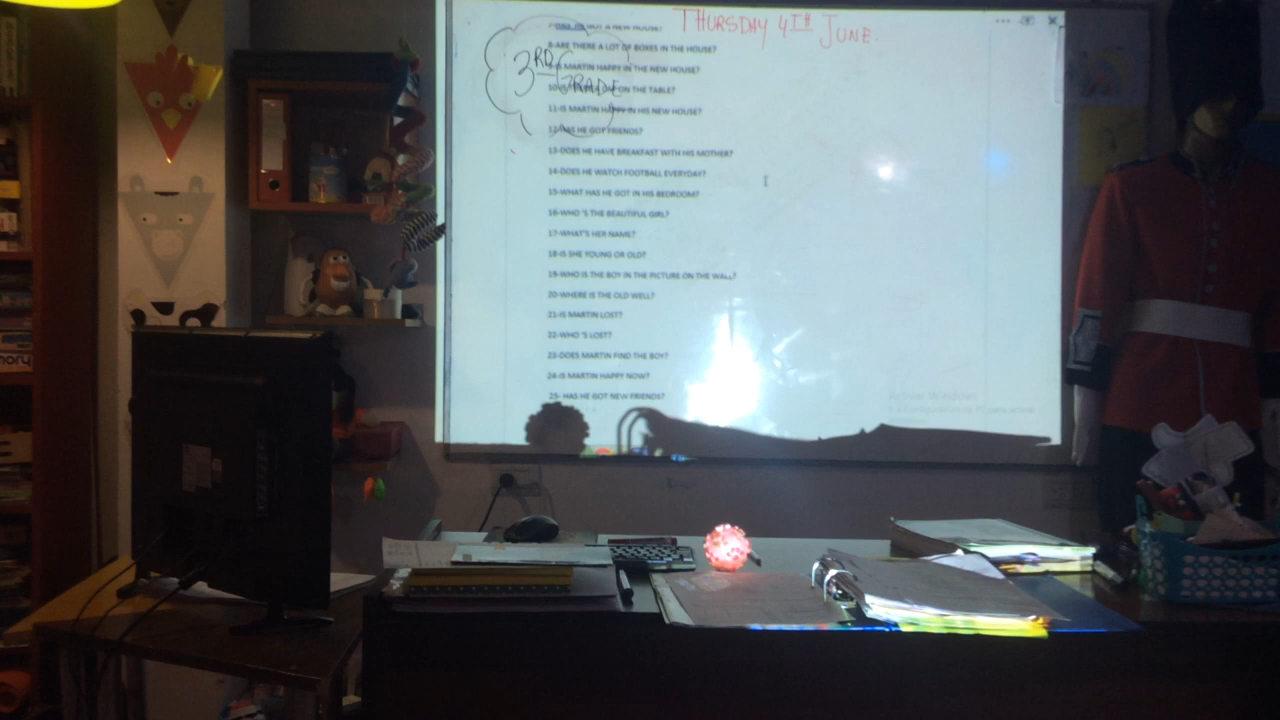 THURSDAY 4TH JUNE.
3RD GRADE
A NEW HOUSE?
8-ARE THERE A LOT OF BOXES IN THE HOUSE?
IS MARTIN HAPPY IN THE NEW HOUSE?
ON THE TABLE?
11-IS MARTIN HAPPY IN HIS NEW HOUSE?
12-HAS HE GOT FRIENDS?
13-DOES HE HAVE BREAKFAST WITH HIS MOTHER?
14-DOES HE WATCH FOOTBALL EVERYDAY?
15-WHAT HAS HE GOT IN HIS BEDROOM?
16-WHO 'S THE BEAUTIFUL GIRL?
17-WHAT'S HER NAME?
18-IS SHE YOUNG OR OLD?
19-WHO IS THE BOY IN THE PICTURE ON THE WALL?
20-WHERE IS THE OLD WELL?
21-IS MARTIN LOST?
22-WHO 'S LOST?
23-DOES MARTIN FIND THE BOY?
24-IS MARTIN HAPPY NOW?
25- HAS HE GOT NEW FRIENDS?
Activar Windows